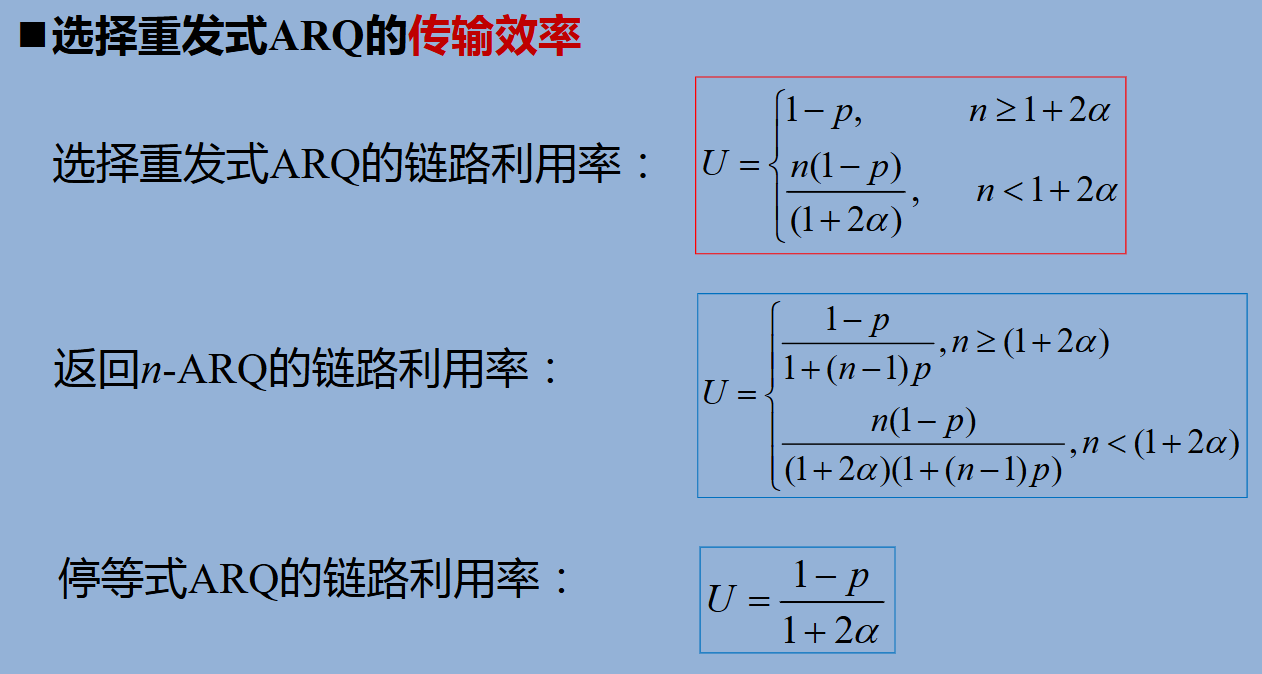 ■选择重发式ARQ的传输效率
选择重发式ARQ的链路利用率：
U = { 1 − p, n ≥ 1 + 2α
n(1 − p) / (1 + 2α), n < 1 + 2α
返回n-ARQ的链路利用率：
U = { (1 − p) / (1 + (n − 1)p), n ≥ (1 + 2α)
n(1 − p) / ((1 + 2α)(1 + (n − 1)p)), n < (1 + 2α)
停等式ARQ的链路利用率：
U = (1 − p) / (1 + 2α)